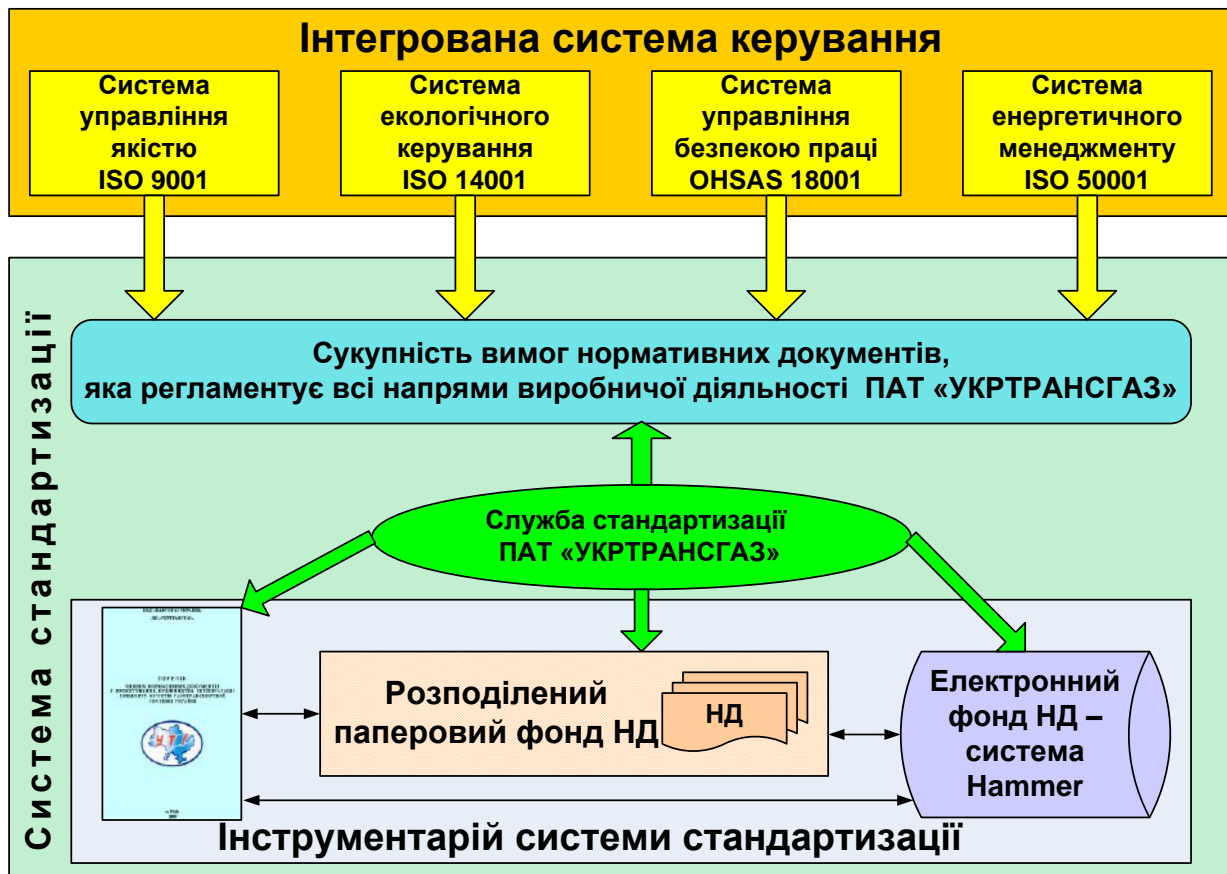 Інтегрована система керування
Система
управління
якістю
ISO 9001
Система
екологічного
керування
ISO 14001
Система
управління
безпекою праці
OHSAS 18001
Система
енергетичного
менеджменту
ISO 50001
Система стандартизації
Сукупність вимог нормативних документів,
яка регламентує всі напрями виробничої діяльності ПАТ «УКРТРАНСГАЗ»
Служба стандартизації
ПАТ «УКРТРАНСГАЗ»
УТГ
Розподілений
паперовий фонд НД
НД
Електронний
фонд НД –
система
Hammer
Інструментарій системи стандартизації